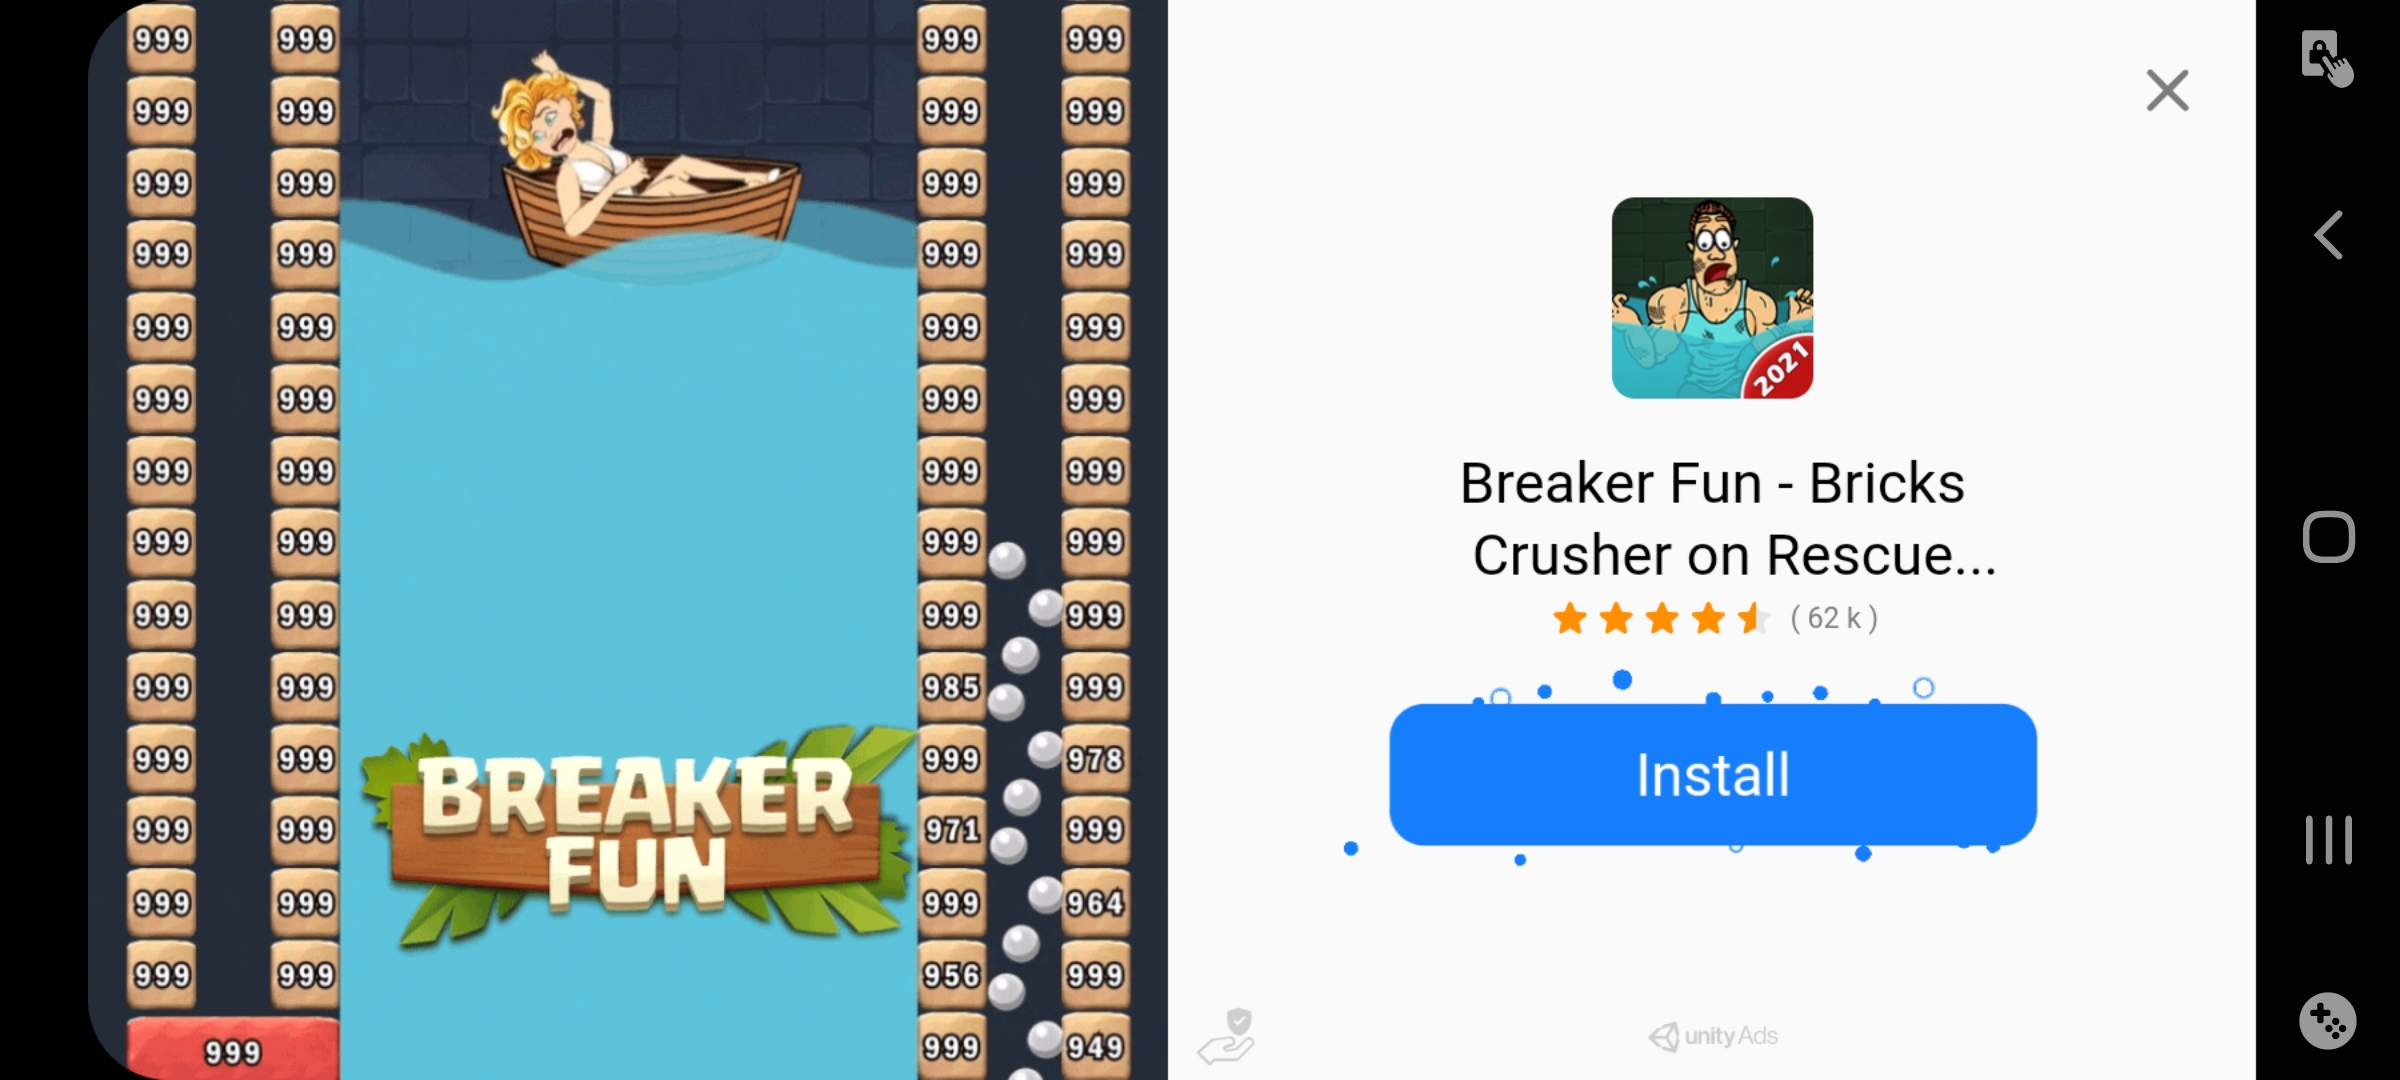 999 999 999 999
999 999 999 999
999 999 999 999
999 999 999 999
999 999 999 999
999 999 999 999
999 999 999 999
999 999 999 999
999 999 999 999
999 999 985 999
999 999 999 978
999 999 971 999
999 999 999 964
999 999 956 999
999 999 949
BREAKER
FUN
2021
Breaker Fun - Bricks
Crusher on Rescue...
( 62 k )
Install
unityAds